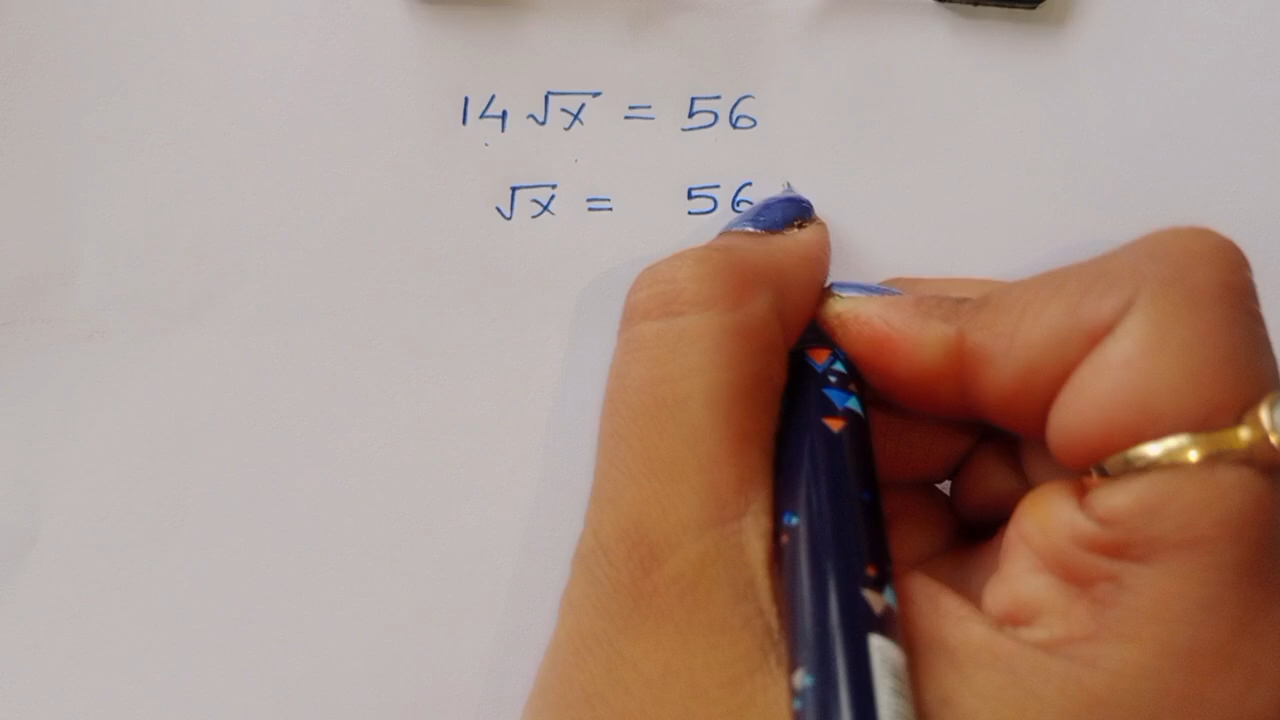 14√x = 56
√x = 56